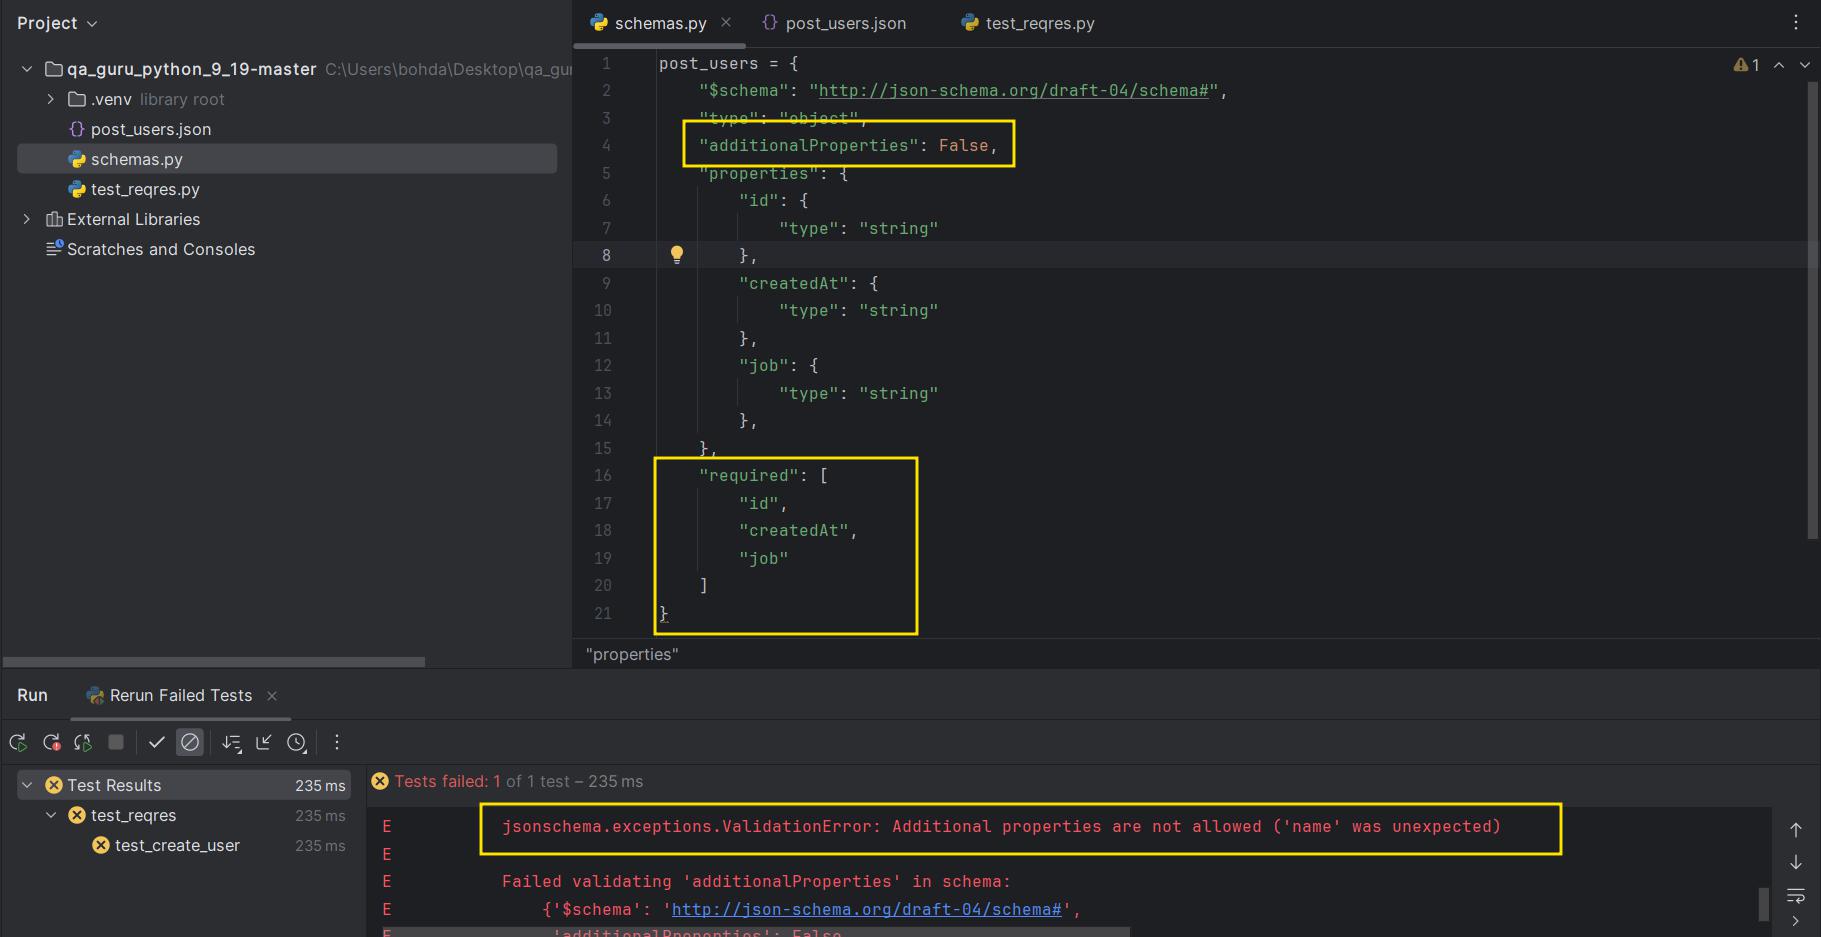 Project
schemas.py
post_users.json
test_reqres.py
qa_guru_python_9_19-master C:\Users\bohda\Desktop\qa_gur
.venv library root
post_users.json
schemas.py
test_reqres.py
External Libraries
Scratches and Consoles
1 post_users = {
2 "$schema": "http://json-schema.org/draft-04/schema#",
3 "type": "object",
4 "additionalProperties": False,
5 "properties": {
6 "id": {
7 "type": "string"
8 },
9 "createdAt": {
10 "type": "string"
11 },
12 "job": {
13 "type": "string"
14 },
15 },
16 "required": [
17 "id",
18 "createdAt",
19 "job"
20 ]
21 }
1
"properties"
Run
Rerun Failed Tests
Test Results 235 ms
test_reqres 235 ms
test_create_user 235 ms
Tests failed: 1 of 1 test – 235 ms
E jsonschema.exceptions.ValidationError: Additional properties are not allowed ('name' was unexpected)
E
E Failed validating 'additionalProperties' in schema:
E {'$schema': 'http://json-schema.org/draft-04/schema#',
E 'additionalProperties': False